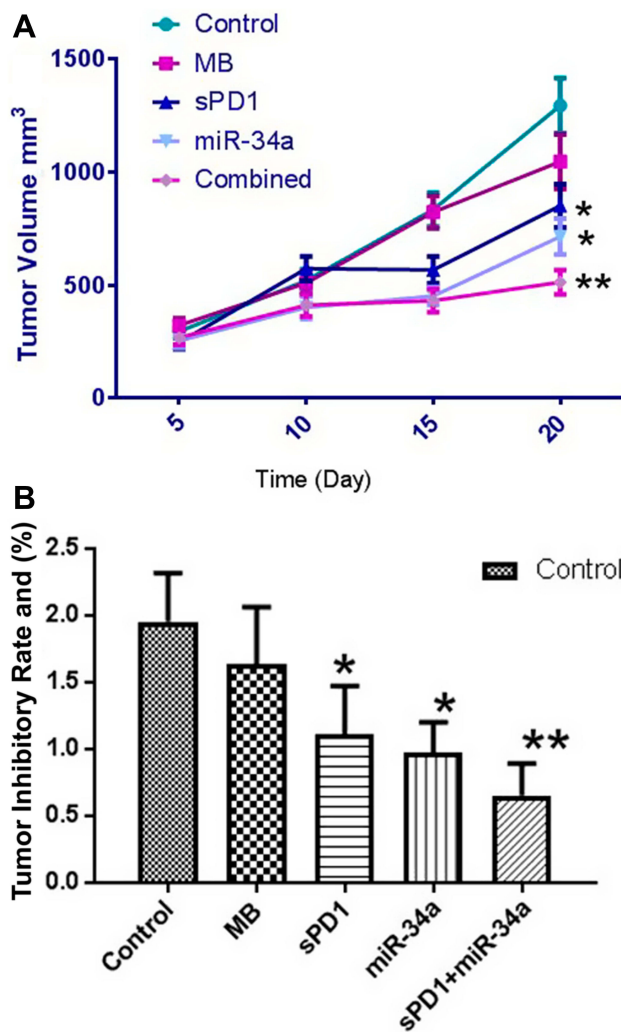 A
Control
MB
sPD1
miR-34a
Combined
Tumor Volume mm³
1500
1000
500
0
*
*
**
5 10 15 20
Time (Day)
B
Tumor Inhibitory Rate and (%)
2.5
2.0
1.5
1.0
0.5
0.0
Control
*
*
**
Control MB sPD1 miR-34a sPD1+miR-34a